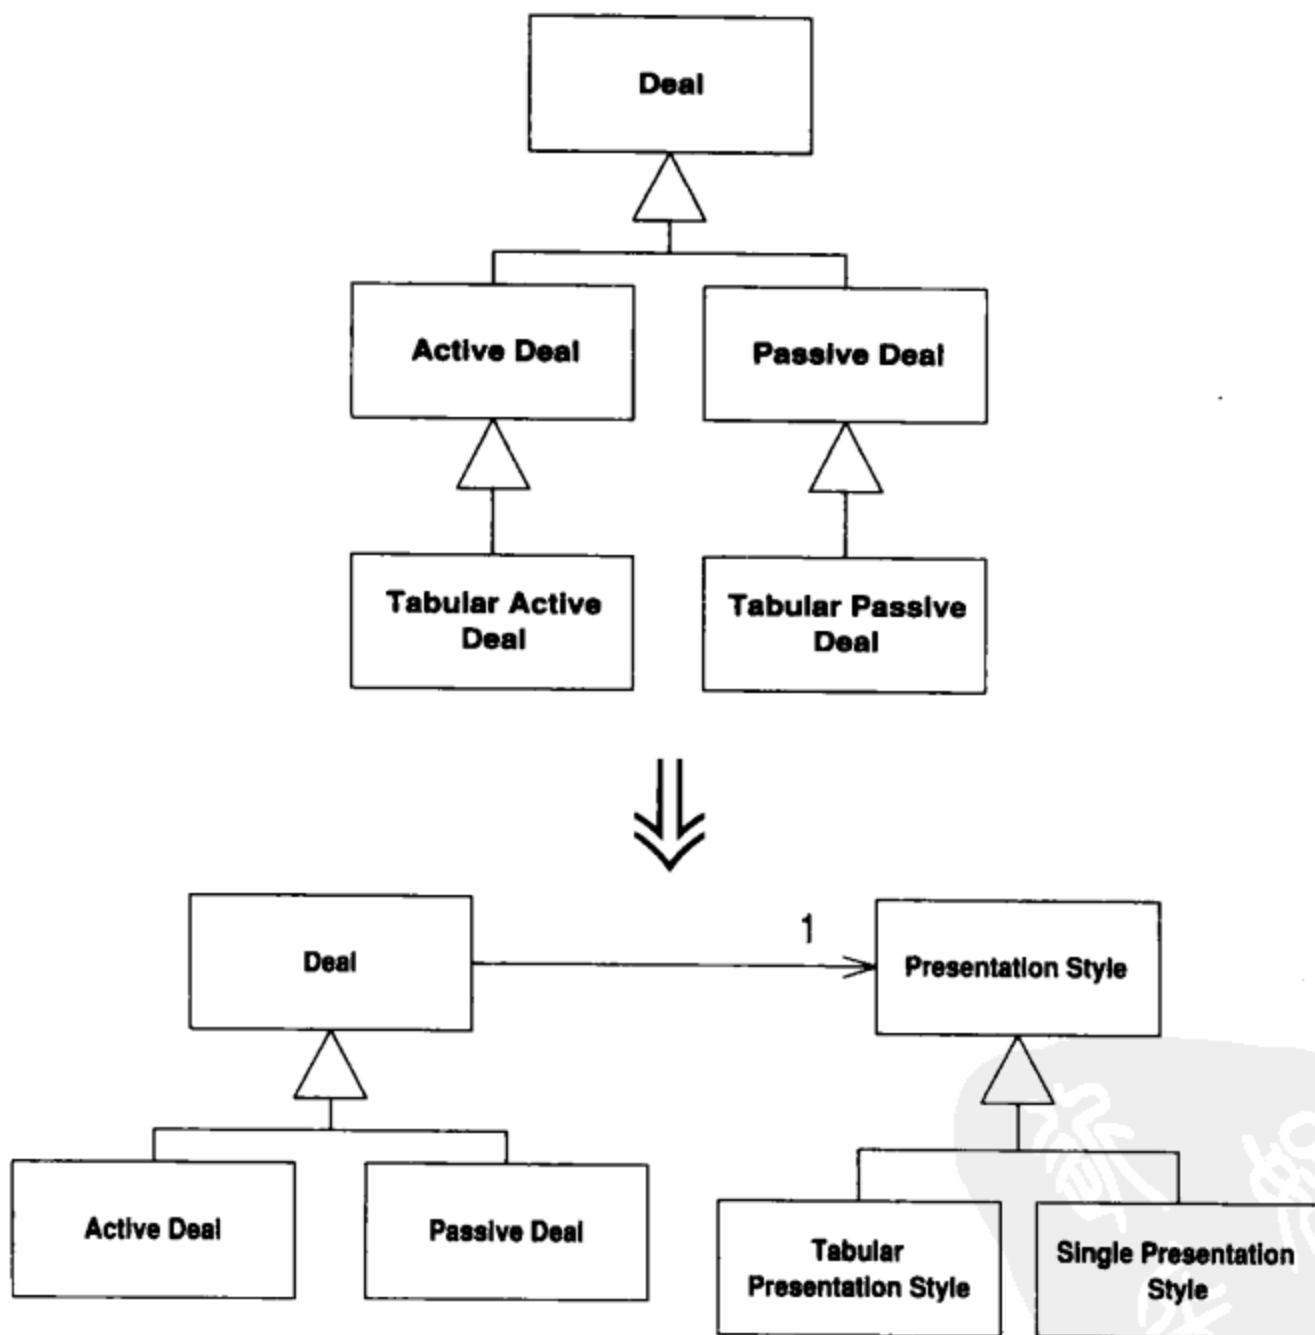 Deal
Active Deal
Passive Deal
Tabular Active
Deal
Tabular Passive
Deal
1
Deal
Presentation Style
Active Deal
Passive Deal
Tabular
Presentation Style
Single Presentation
Style